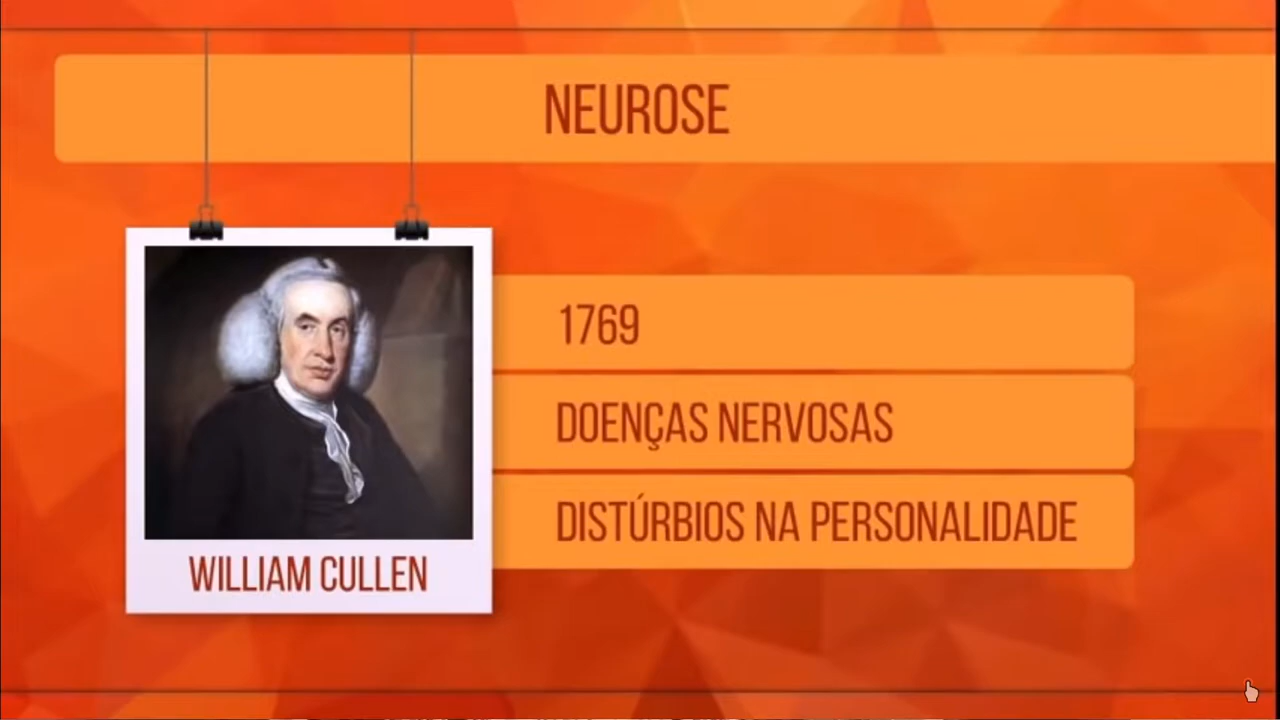 NEUROSE
1769
DOENÇAS NERVOSAS
DISTÚRBIOS NA PERSONALIDADE
WILLIAM CULLEN